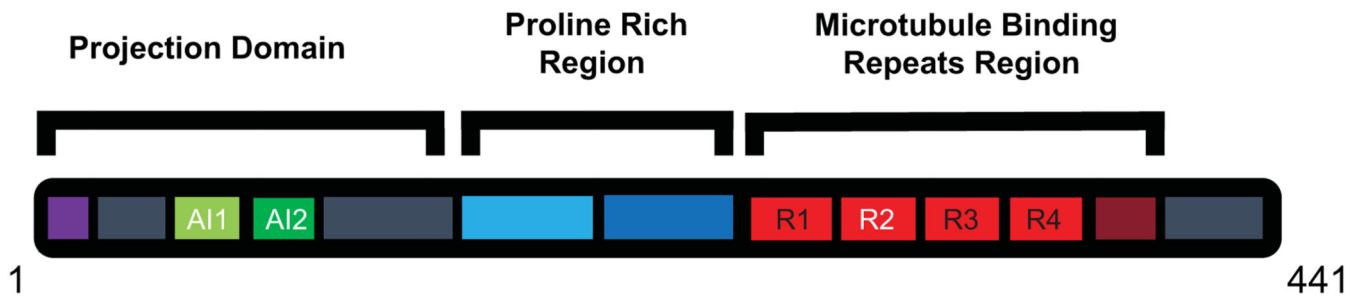 Projection Domain
Proline Rich
Region
Microtubule Binding
Repeats Region
AI1 AI2 R1 R2 R3 R4
1 441